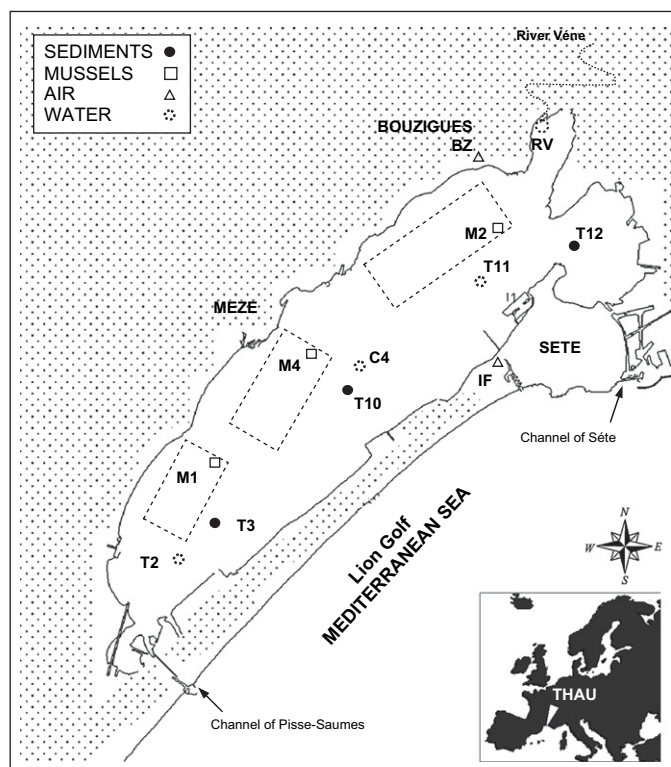 SEDIMENTS
MUSSELS
AIR
WATER
River Véne
BOUZIGUES
BZ
RV
M2
T12
T11
MEZE
SETE
M4
C4
IF
T10
Channel of Séte
M1
T3
T2
Lion Golf
MEDITERRANEAN SEA
N
W E
S
THAU
Channel of Pisse-Saumes